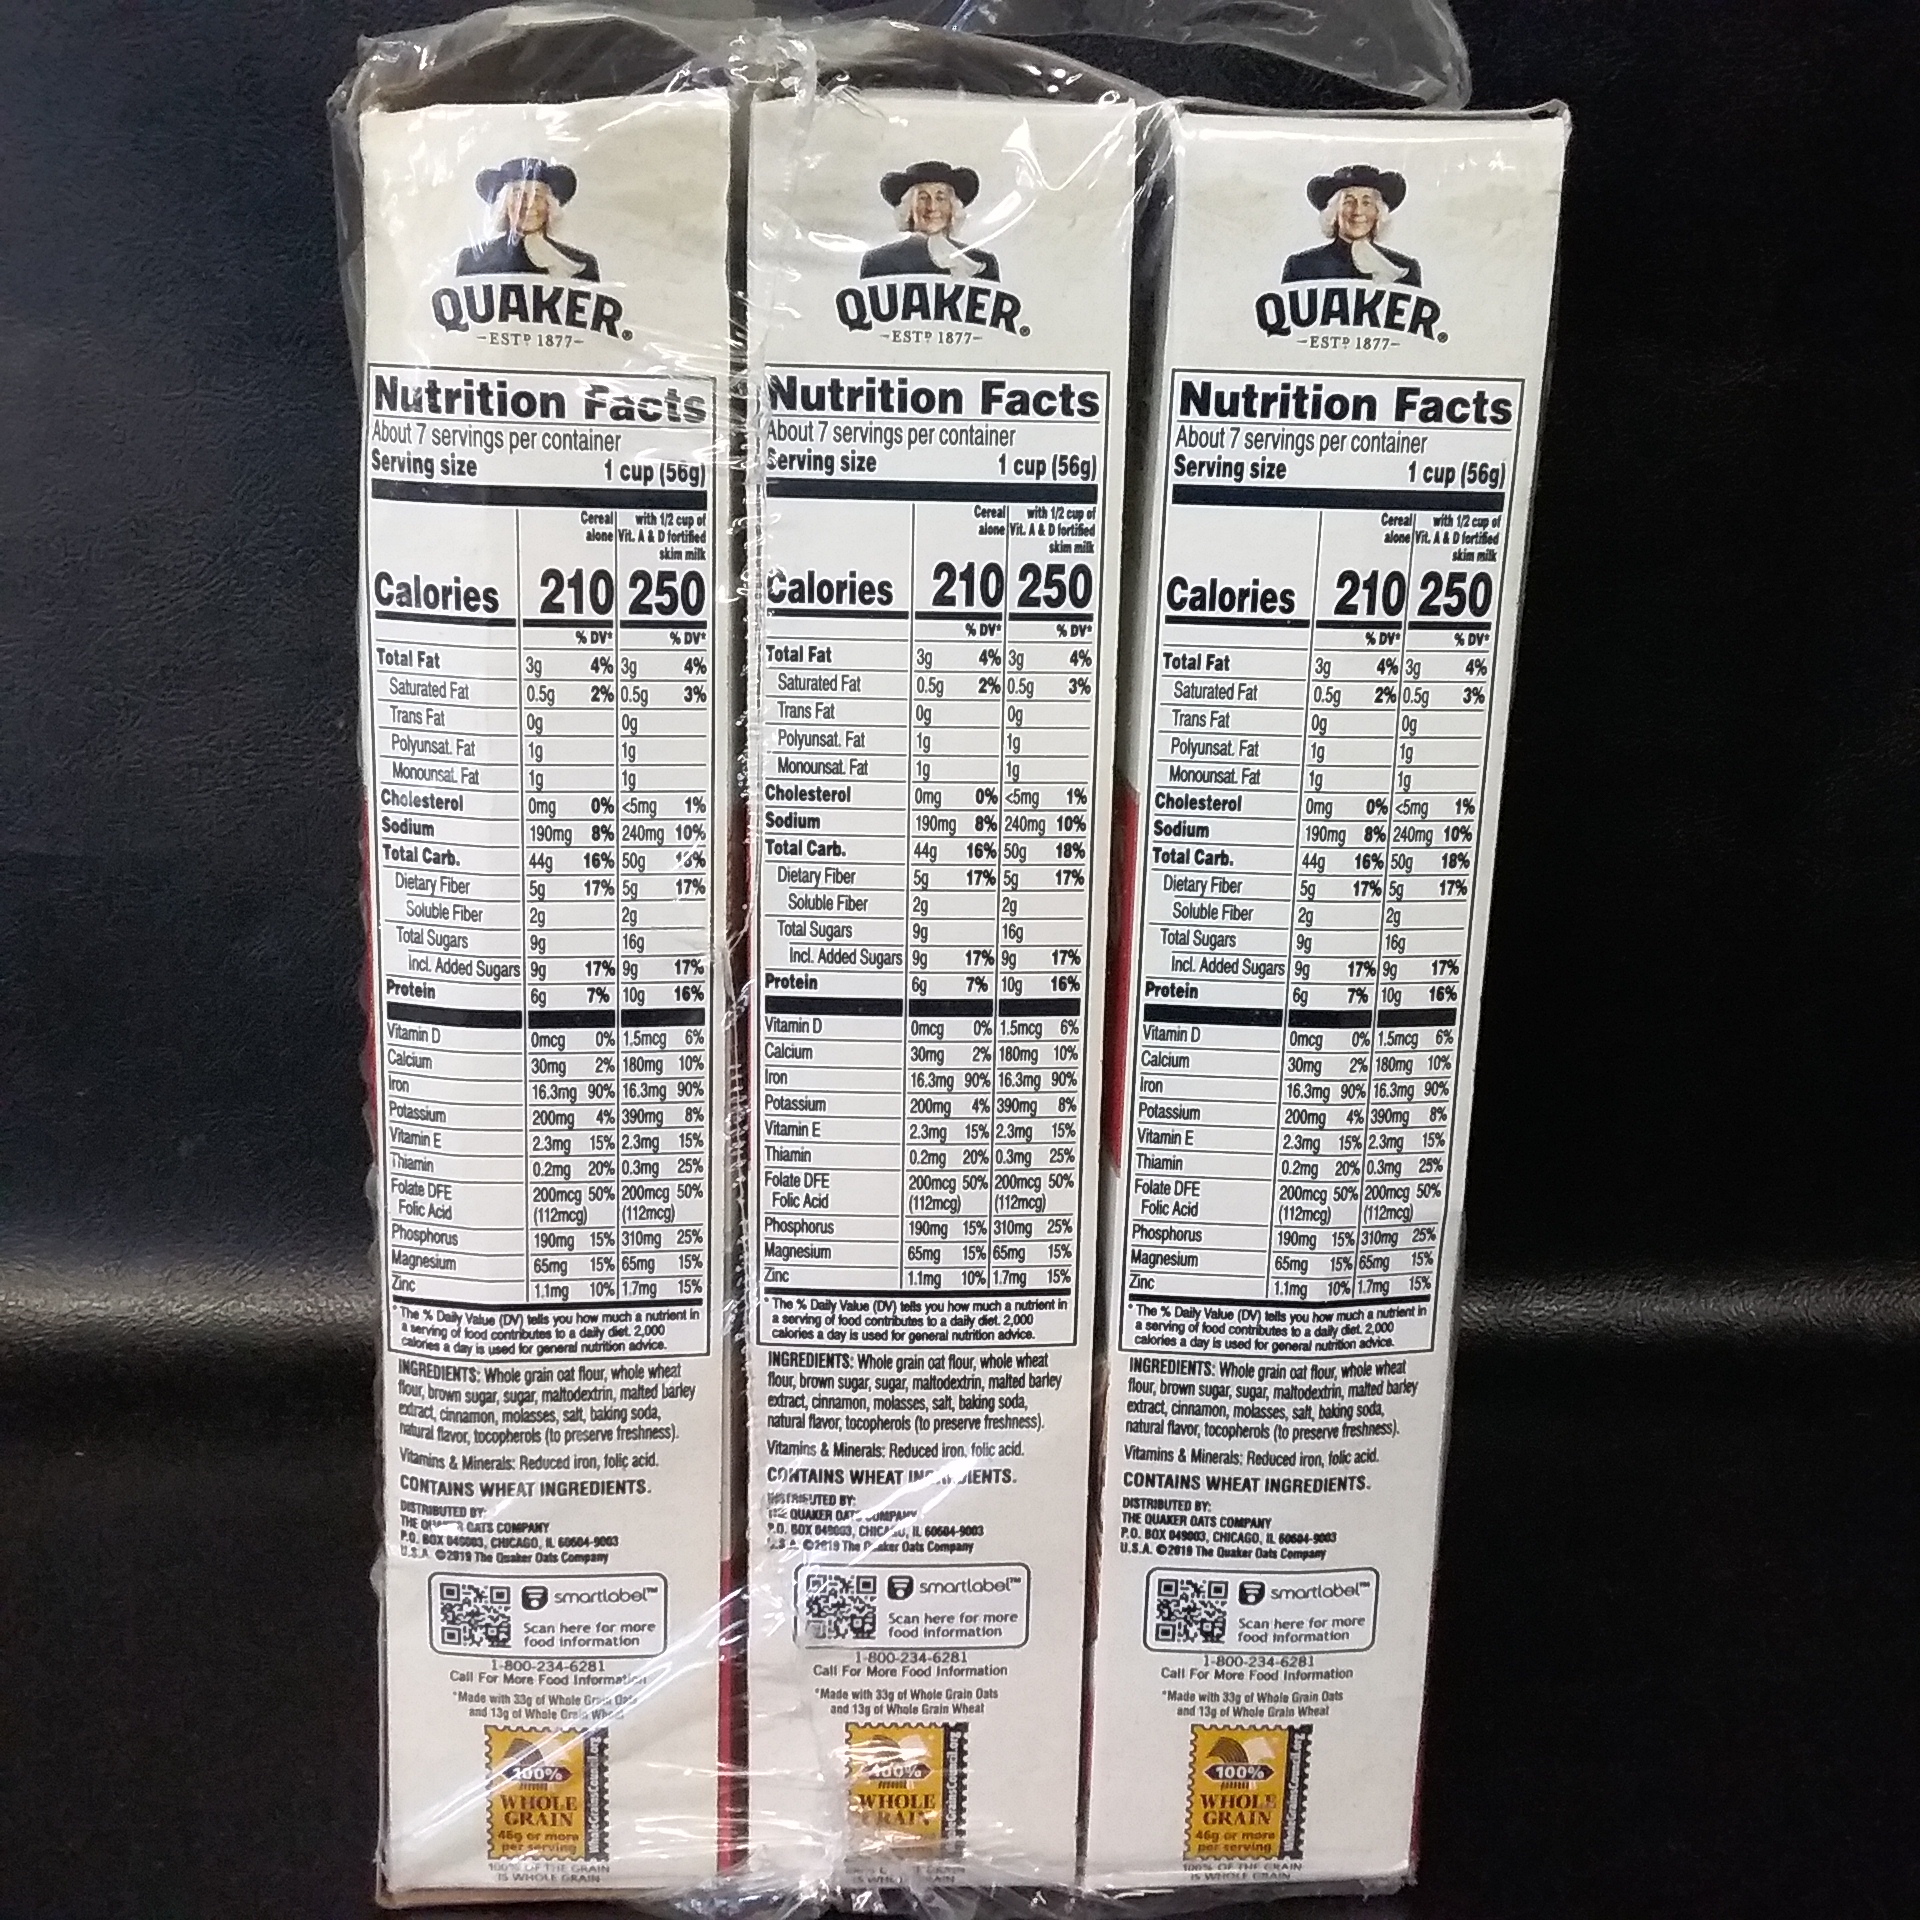 QUAKER®
-ESTD 1877-
Nutrition Facts
About 7 servings per container
Serving size 1 cup (56g)
Cereal alone with 1/2 cup of Vit. A & D fortified skim milk
Calories 210 250
% DV* % DV*
Total Fat 3g 4% 3g 4%
Saturated Fat 0.5g 2% 0.5g 3%
Trans Fat 0g 0g
Polyunsat. Fat 1g 1g
Monounsat. Fat 1g 1g
Cholesterol 0mg 0% <5mg 1%
Sodium 190mg 8% 240mg 10%
Total Carb. 44g 16% 50g 18%
Dietary Fiber 5g 17% 5g 17%
Soluble Fiber 2g 2g
Total Sugars 9g 16g
Incl. Added Sugars 9g 17% 9g 17%
Protein 6g 7% 10g 16%
Vitamin D 0mcg 0% 1.5mcg 6%
Calcium 30mg 2% 180mg 10%
Iron 16.3mg 90% 16.3mg 90%
Potassium 200mg 4% 390mg 8%
Vitamin E 2.3mg 15% 2.3mg 15%
Thiamin 0.2mg 20% 0.3mg 25%
Folate DFE 200mcg 50% 200mcg 50%
Folic Acid (112mcg) (112mcg)
Phosphorus 190mg 15% 310mg 25%
Magnesium 65mg 15% 65mg 15%
Zinc 1.1mg 10% 1.7mg 15%
* The % Daily Value (DV) tells you how much a nutrient in
a serving of food contributes to a daily diet. 2,000
calories a day is used for general nutrition advice.
INGREDIENTS: Whole grain oat flour, whole wheat
flour, brown sugar, sugar, maltodextrin, malted barley
extract, cinnamon, molasses, salt, baking soda,
natural flavor, tocopherols (to preserve freshness).
Vitamins & Minerals: Reduced iron, folic acid.
CONTAINS WHEAT INGREDIENTS.
DISTRIBUTED BY:
THE OATS COMPANY
P.O. BOX 049003, CHICAGO, IL 60604-9003
U.S.A. ©2019 The Quaker Oats Company
smartlabel™
Scan here for more
food information
1-800-234-6281
Call For More Food Information
*Made with 33g of Whole Grain Oats
and 13g of Whole Grain Wheat
100%
WHOLE
GRAIN
46g or more
per serving
WholeGrainsCouncil.org
100% OF THE GRAIN
IS WHOLE GRAIN
QUAKER®
-ESTD 1877-
Nutrition Facts
About 7 servings per container
Serving size 1 cup (56g)
Cereal alone with 1/2 cup of Vit. A & D fortified skim milk
Calories 210 250
% DV* % DV*
Total Fat 3g 4% 3g 4%
Saturated Fat 0.5g 2% 0.5g 3%
Trans Fat 0g 0g
Polyunsat. Fat 1g 1g
Monounsat. Fat 1g 1g
Cholesterol 0mg 0% <5mg 1%
Sodium 190mg 8% 240mg 10%
Total Carb. 44g 16% 50g 18%
Dietary Fiber 5g 17% 5g 17%
Soluble Fiber 2g 2g
Total Sugars 9g 16g
Incl. Added Sugars 9g 17% 9g 17%
Protein 6g 7% 10g 16%
Vitamin D 0mcg 0% 1.5mcg 6%
Calcium 30mg 2% 180mg 10%
Iron 16.3mg 90% 16.3mg 90%
Potassium 200mg 4% 390mg 8%
Vitamin E 2.3mg 15% 2.3mg 15%
Thiamin 0.2mg 20% 0.3mg 25%
Folate DFE 200mcg 50% 200mcg 50%
Folic Acid (112mcg) (112mcg)
Phosphorus 190mg 15% 310mg 25%
Magnesium 65mg 15% 65mg 15%
Zinc 1.1mg 10% 1.7mg 15%
* The % Daily Value (DV) tells you how much a nutrient in
a serving of food contributes to a daily diet. 2,000
calories a day is used for general nutrition advice.
INGREDIENTS: Whole grain oat flour, whole wheat
flour, brown sugar, sugar, maltodextrin, malted barley
extract, cinnamon, molasses, salt, baking soda,
natural flavor, tocopherols (to preserve freshness).
Vitamins & Minerals: Reduced iron, folic acid.
CONTAINS WHEAT
BY:
QUAKER
P.O. BOX 049003, IL 60604-9003
©2019 The Oats Company
smartlabel™
Scan here for more
food information
1-800-234-6281
Call For More Food Information
*Made with 33g of Whole Grain Oats
and 13g of Whole Grain Wheat
100%
WHOLE
46g or more
per serving
QUAKER®
-ESTD 1877-
Nutrition Facts
About 7 servings per container
Serving size 1 cup (56g)
Cereal alone with 1/2 cup of Vit. A & D fortified skim milk
Calories 210 250
% DV* % DV*
Total Fat 3g 4% 3g 4%
Saturated Fat 0.5g 2% 0.5g 3%
Trans Fat 0g 0g
Polyunsat. Fat 1g 1g
Monounsat. Fat 1g 1g
Cholesterol 0mg 0% <5mg 1%
Sodium 190mg 8% 240mg 10%
Total Carb. 44g 16% 50g 18%
Dietary Fiber 5g 17% 5g 17%
Soluble Fiber 2g 2g
Total Sugars 9g 16g
Incl. Added Sugars 9g 17% 9g 17%
Protein 6g 7% 10g 16%
Vitamin D 0mcg 0% 1.5mcg 6%
Calcium 30mg 2% 180mg 10%
Iron 16.3mg 90% 16.3mg 90%
Potassium 200mg 4% 390mg 8%
Vitamin E 2.3mg 15% 2.3mg 15%
Thiamin 0.2mg 20% 0.3mg 25%
Folate DFE 200mcg 50% 200mcg 50%
Folic Acid (112mcg) (112mcg)
Phosphorus 190mg 15% 310mg 25%
Magnesium 65mg 15% 65mg 15%
Zinc 1.1mg 10% 1.7mg 15%
* The % Daily Value (DV) tells you how much a nutrient in
a serving of food contributes to a daily diet. 2,000
calories a day is used for general nutrition advice.
INGREDIENTS: Whole grain oat flour, whole wheat
flour, brown sugar, sugar, maltodextrin, malted barley
extract, cinnamon, molasses, salt, baking soda,
natural flavor, tocopherols (to preserve freshness).
Vitamins & Minerals: Reduced iron, folic acid.
CONTAINS WHEAT INGREDIENTS.
DISTRIBUTED BY:
THE QUAKER OATS COMPANY
P.O. BOX 049003, CHICAGO, IL 60604-9003
U.S.A. ©2019 The Quaker Oats Company
smartlabel™
Scan here for more
food information
1-800-234-6281
Call For More Food Information
*Made with 33g of Whole Grain Oats
and 13g of Whole Grain Wheat
100%
WHOLE
GRAIN
46g or more
per serving
WholeGrainsCouncil.org
100% OF THE GRAIN
IS WHOLE GRAIN